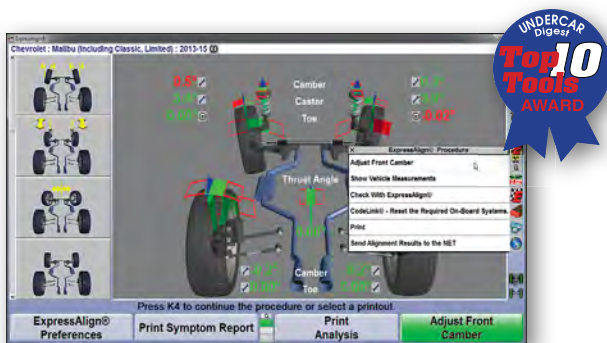 ExpressAlign®
Chevrolet : Malibu (Including Classic, Limited) : 2013-15
UNDERCAR
Digest
Top 10
Tools
AWARD
Camber
Caster
Toe
-0.07°
Thrust Angle
Camber
Toe
ExpressAlign® Procedure
Adjust Front Camber
Show Vehicle Measurements
Check With ExpressAlign®
CodeLink® - Reset the Required On-Board Systems
Print
Send Alignment Results to the NET
Press K4 to continue the procedure or select a printout.
ExpressAlign®
Preferences
Print Symptom Report
Print
Analysis
Adjust Front
Camber